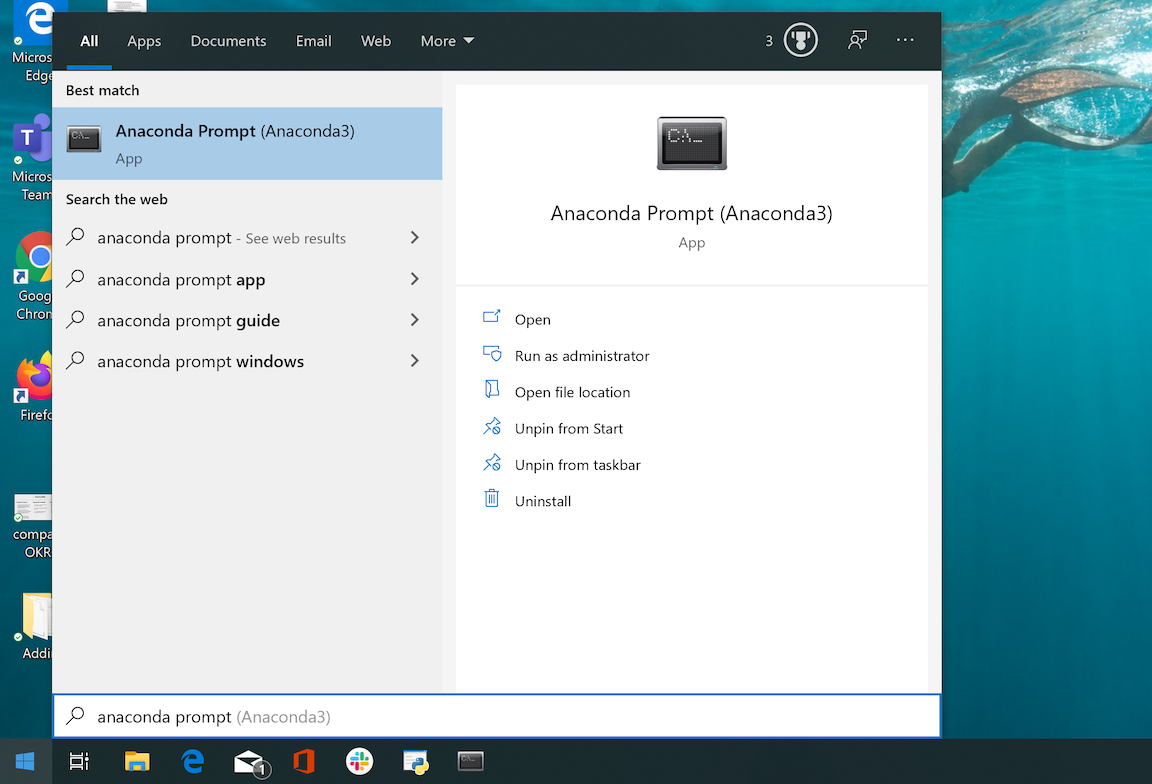 All Apps Documents Email Web More 3
Best match
Anaconda Prompt (Anaconda3)
App
Search the web
anaconda prompt - See web results
anaconda prompt app
anaconda prompt guide
anaconda prompt windows
Anaconda Prompt (Anaconda3)
App
Open
Run as administrator
Open file location
Unpin from Start
Unpin from taskbar
Uninstall
anaconda prompt (Anaconda3)
Micros
Edge
T
Micros
Team
Goog
Chron
Firefo
compa
OKR
Addi
1